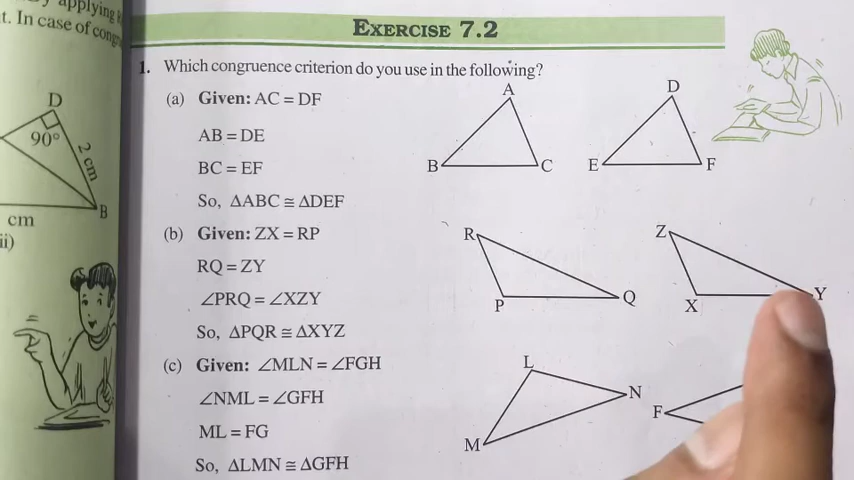 applying
t. In case of
D
90°
2 cm
B
cm
ii)
EXERCISE 7.2
1. Which congruence criterion do you use in the following?
(a) Given: AC = DF
AB = DE
BC = EF
So, ΔABC ≅ ΔDEF
A
B
C
D
E
F
(b) Given: ZX = RP
RQ = ZY
∠PRQ = ∠XZY
So, ΔPQR ≅ ΔXYZ
R
P
Q
Z
X
Y
(c) Given: ∠MLN = ∠FGH
∠NML = ∠GFH
ML = FG
So, ΔLMN ≅ ΔGFH
L
N
M
F